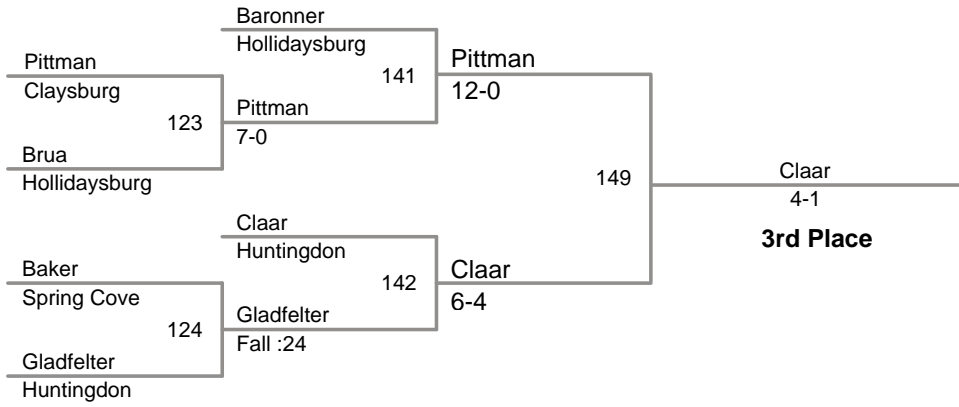 Baronner
Hollidaysburg
Pittman
Claysburg
141
Pittman
12-0
123
Pittman
7-0
Brua
Hollidaysburg
149
Claar
4-1
3rd Place
Claar
Huntingdon
Baker
Spring Cove
142
Claar
6-4
124
Gladfelter
Fall :24
Gladfelter
Huntingdon